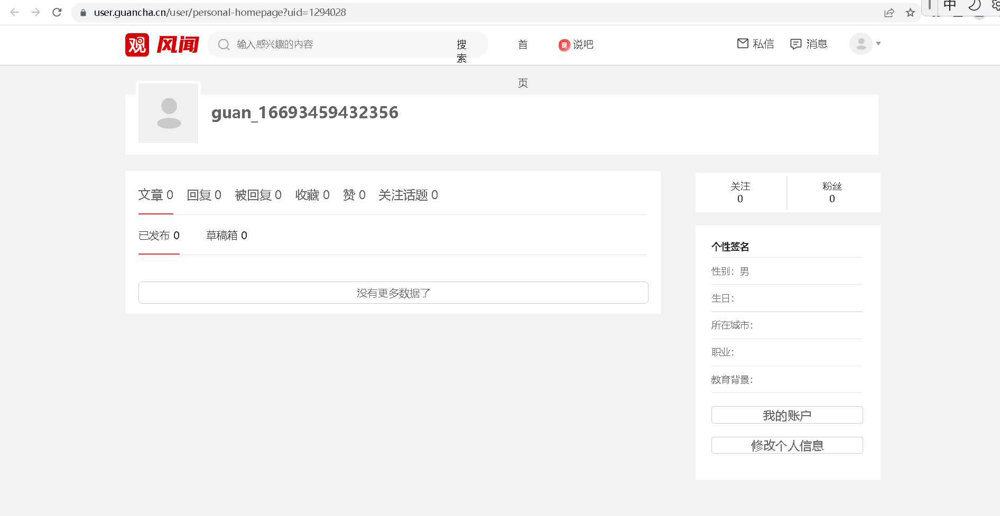 user.guancha.cn/user/personal-homepage?uid=1294028
中
观 风闻
输入感兴趣的内容
搜
索
首
页
说吧
私信
消息
guan_16693459432356
文章 0 回复 0 被回复 0 收藏 0 赞 0 关注话题 0
已发布 0 草稿箱 0
没有更多数据了
关注
0
粉丝
0
个性签名
性别：男
生日：
所在城市：
职业：
教育背景：
我的账户
修改个人信息